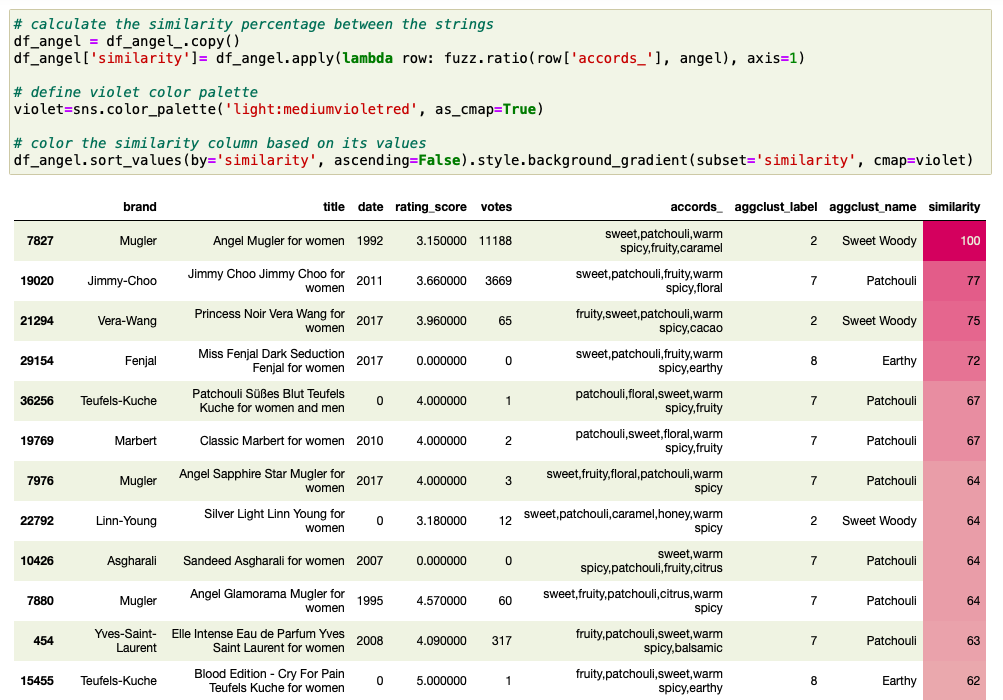 # calculate the similarity percentage between the strings
df_angel = df_angel_.copy()
df_angel['similarity']= df_angel.apply(lambda row: fuzz.ratio(row['accords_'], angel), axis=1)
# define violet color palette
violet=sns.color_palette('light:mediumvioletred', as_cmap=True)
# color the similarity column based on its values
df_angel.sort_values(by='similarity', ascending=False).style.background_gradient(subset='similarity', cmap=violet)
brand title date rating_score votes accords_ aggclust_label aggclust_name similarity
7827 Mugler Angel Mugler for women 1992 3.150000 11188 sweet,patchouli,warm spicy,fruity,caramel 2 Sweet Woody 100
19020 Jimmy-Choo Jimmy Choo Jimmy Choo for women 2011 3.660000 3669 sweet,patchouli,fruity,warm spicy,floral 7 Patchouli 77
21294 Vera-Wang Princess Noir Vera Wang for women 2017 3.960000 65 fruity,sweet,patchouli,warm spicy,cacao 2 Sweet Woody 75
29154 Fenjal Miss Fenjal Dark Seduction Fenjal for women 2017 0.000000 0 sweet,patchouli,fruity,warm spicy,earthy 8 Earthy 72
36256 Teufels-Kuche Patchouli Süßes Blut Teufels Kuche for women and men 0 4.000000 1 patchouli,floral,sweet,warm spicy,fruity 7 Patchouli 67
19769 Marbert Classic Marbert for women 2010 4.000000 2 patchouli,sweet,floral,warm spicy,fruity 7 Patchouli 67
7976 Mugler Angel Sapphire Star Mugler for women 2017 4.000000 3 sweet,fruity,floral,patchouli,warm spicy 7 Patchouli 64
22792 Linn-Young Silver Light Linn Young for women 0 3.180000 12 sweet,patchouli,caramel,honey,warm spicy 2 Sweet Woody 64
10426 Asgharali Sandeed Asgharali for women 2007 0.000000 0 sweet,warm spicy,patchouli,fruity,citrus 7 Patchouli 64
7880 Mugler Angel Glamorama Mugler for women 1995 4.570000 60 sweet,fruity,patchouli,citrus,warm spicy 7 Patchouli 64
454 Yves-Saint-Laurent Elle Intense Eau de Parfum Yves Saint Laurent for women 2008 4.090000 317 fruity,patchouli,sweet,warm spicy,balsamic 7 Patchouli 63
15455 Teufels-Kuche Blood Edition - Cry For Pain Teufels Kuche for women 0 5.000000 1 fruity,patchouli,sweet,warm spicy,earthy 8 Earthy 62